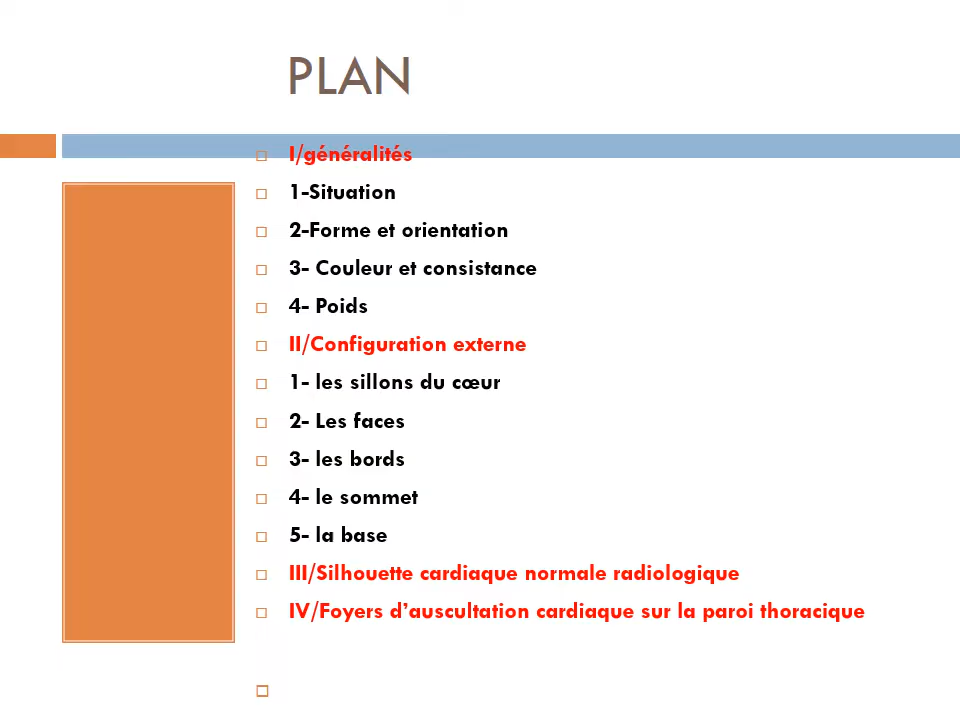 PLAN
I/généralités
1-Situation
2-Forme et orientation
3- Couleur et consistance
4- Poids
II/Configuration externe
1- les sillons du cœur
2- Les faces
3- les bords
4- le sommet
5- la base
III/Silhouette cardiaque normale radiologique
IV/Foyers d’auscultation cardiaque sur la paroi thoracique